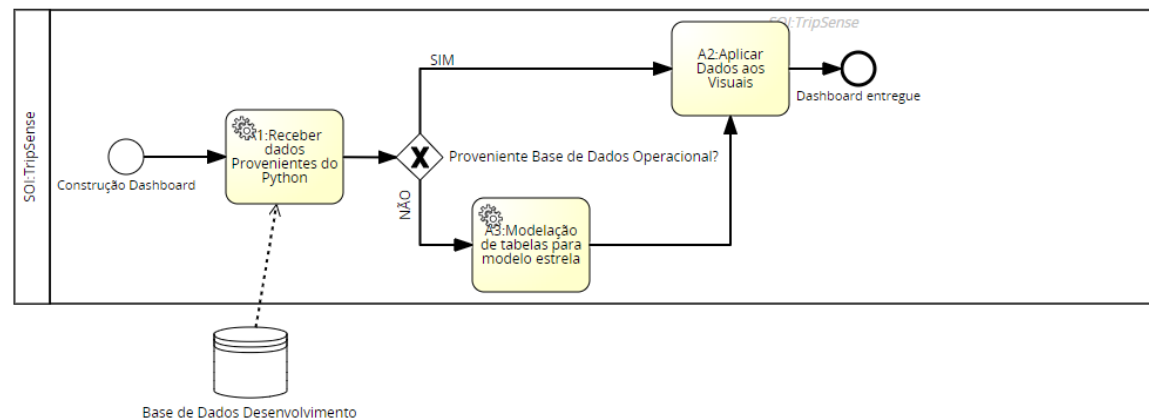 SOI:TripSense
SOI:TripSense
Construção Dashboard
1:Receber
dados
Provenientes do
Python
SIM
NÃO
Proveniente Base de Dados Operacional?
A2:Aplicar
Dados aos
Visuais
Dashboard entregue
A3:Modelação
de tabelas para
modelo estrela
Base de Dados Desenvolvimento